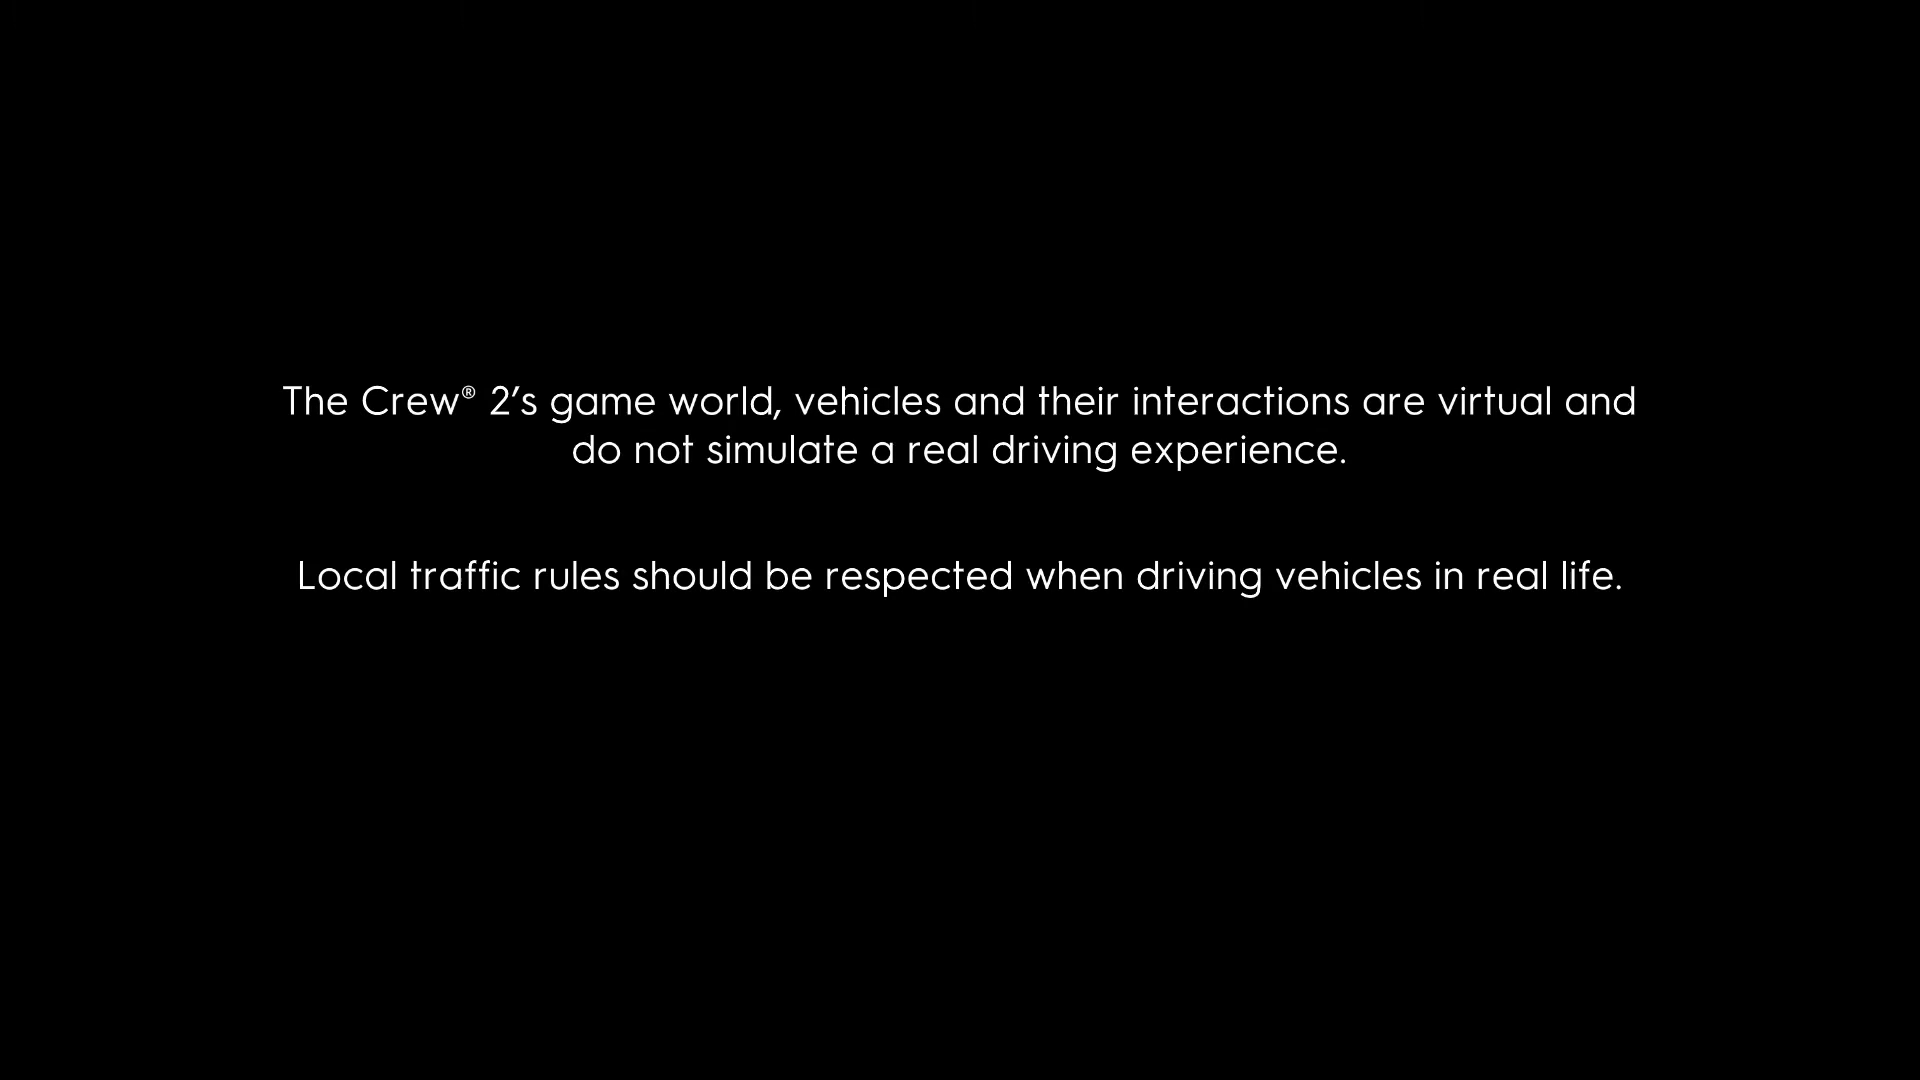 The Crew® 2’s game world, vehicles and their interactions are virtual and
do not simulate a real driving experience.
Local traffic rules should be respected when driving vehicles in real life.